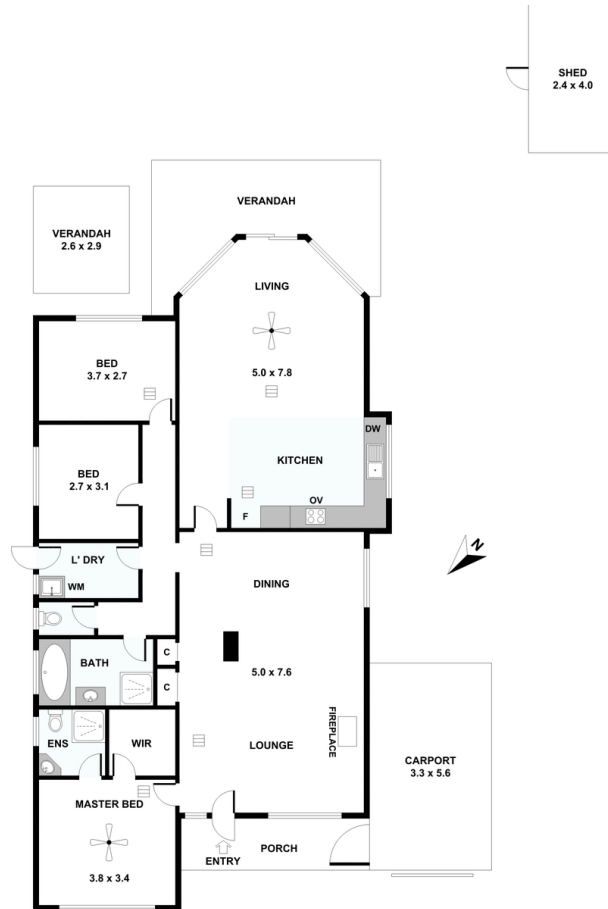 SHED
2.4 x 4.0
VERANDAH
VERANDAH
2.6 x 2.9
LIVING
5.0 x 7.8
BED
3.7 x 2.7
DW
KITCHEN
BED
2.7 x 3.1
OV
F
N
L' DRY
WM
DINING
BATH
C
C
5.0 x 7.6
FIREPLACE
ENS
WIR
LOUNGE
CARPORT
3.3 x 5.6
MASTER BED
3.8 x 3.4
ENTRY
PORCH